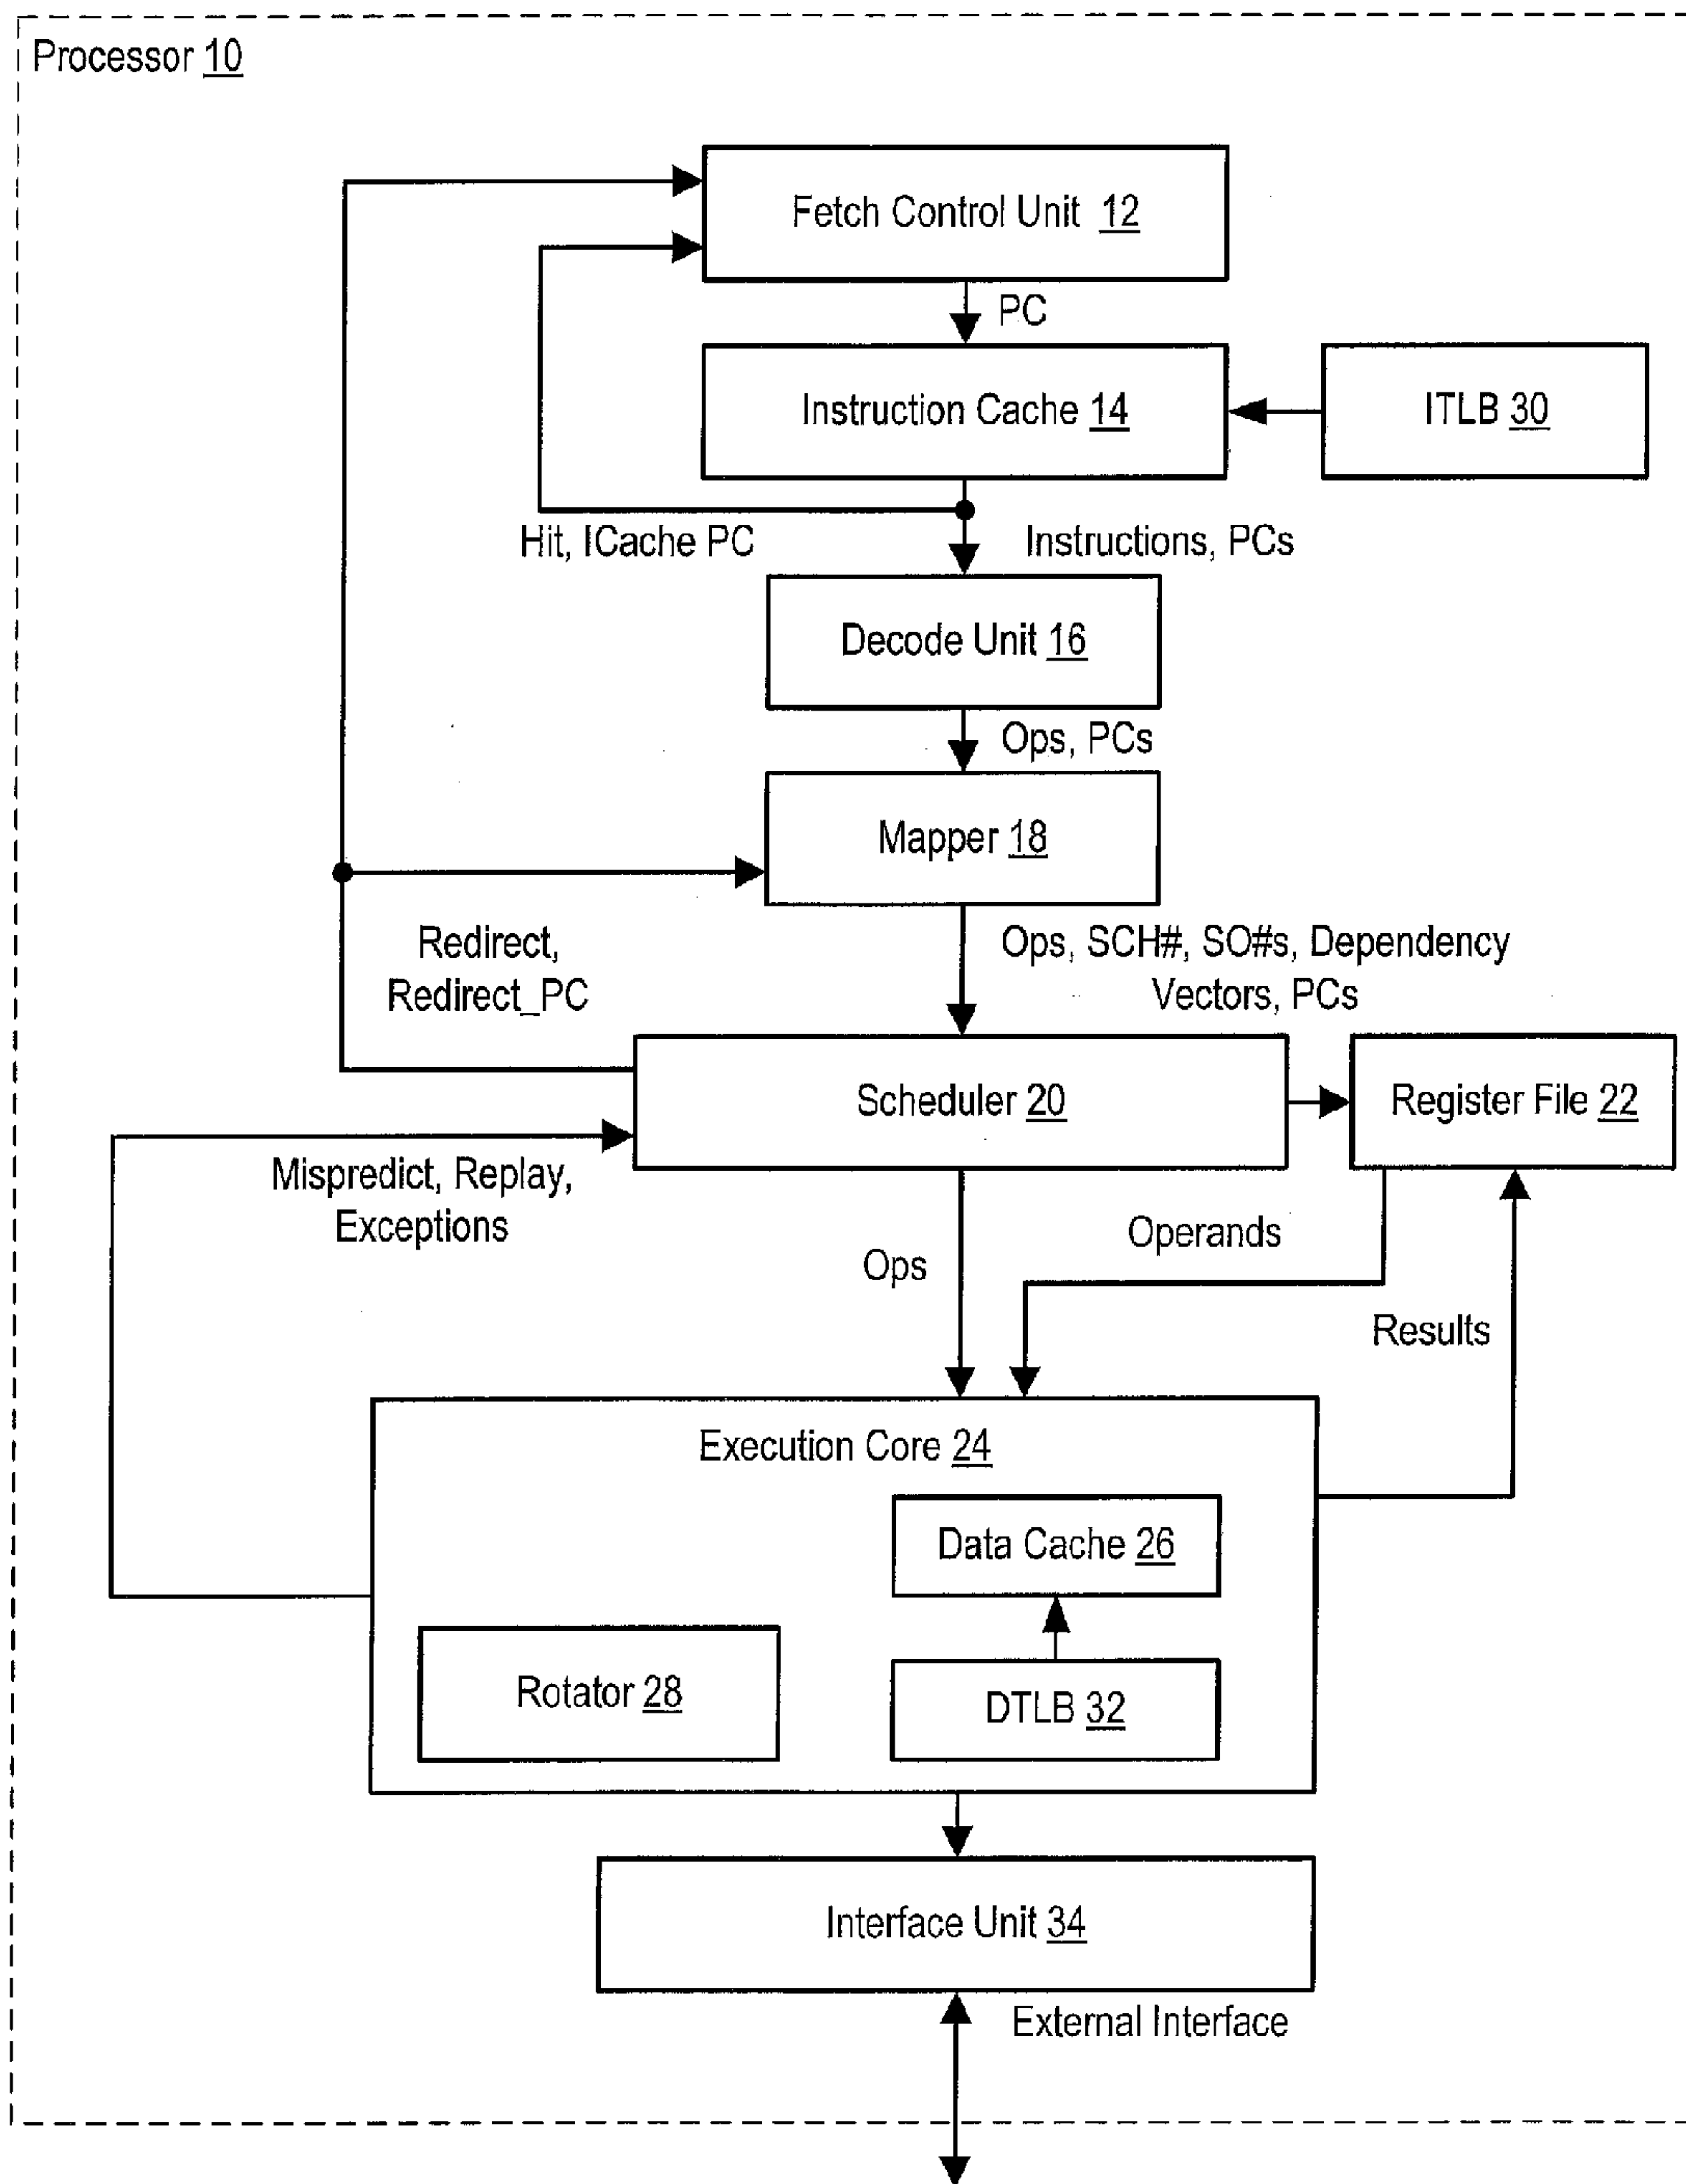 Processor 10
Fetch Control Unit 12
PC
Instruction Cache 14
ITLB 30
Hit, ICache PC
Instructions, PCs
Decode Unit 16
Ops, PCs
Mapper 18
Redirect,
Redirect_PC
Ops, SCH#, SO#s, Dependency
Vectors, PCs
Scheduler 20
Register File 22
Mispredict, Replay,
Exceptions
Ops
Operands
Results
Execution Core 24
Data Cache 26
Rotator 28
DTLB 32
Interface Unit 34
External Interface